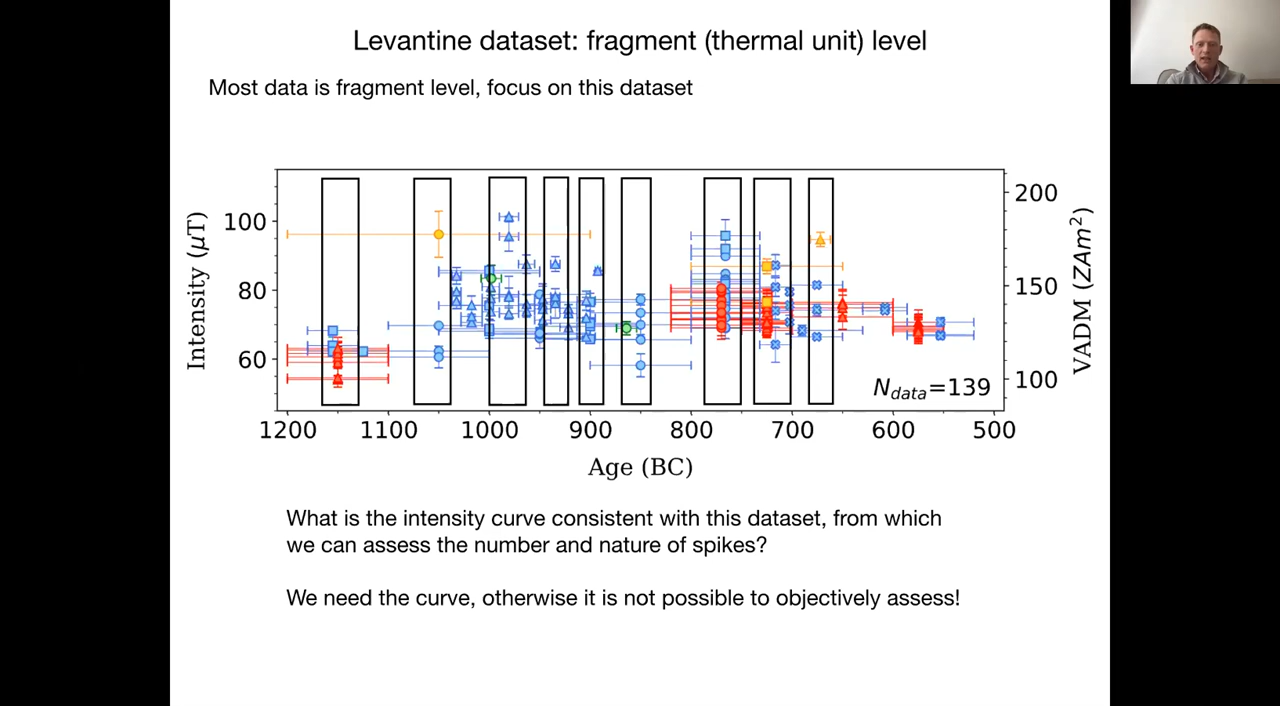 Levantine dataset: fragment (thermal unit) level
Most data is fragment level, focus on this dataset
Intensity (μT)
100
80
60
200
150
100
VADM (ZAm²)
N_data=139
1200 1100 1000 900 800 700 600 500
Age (BC)
What is the intensity curve consistent with this dataset, from which
we can assess the number and nature of spikes?
We need the curve, otherwise it is not possible to objectively assess!